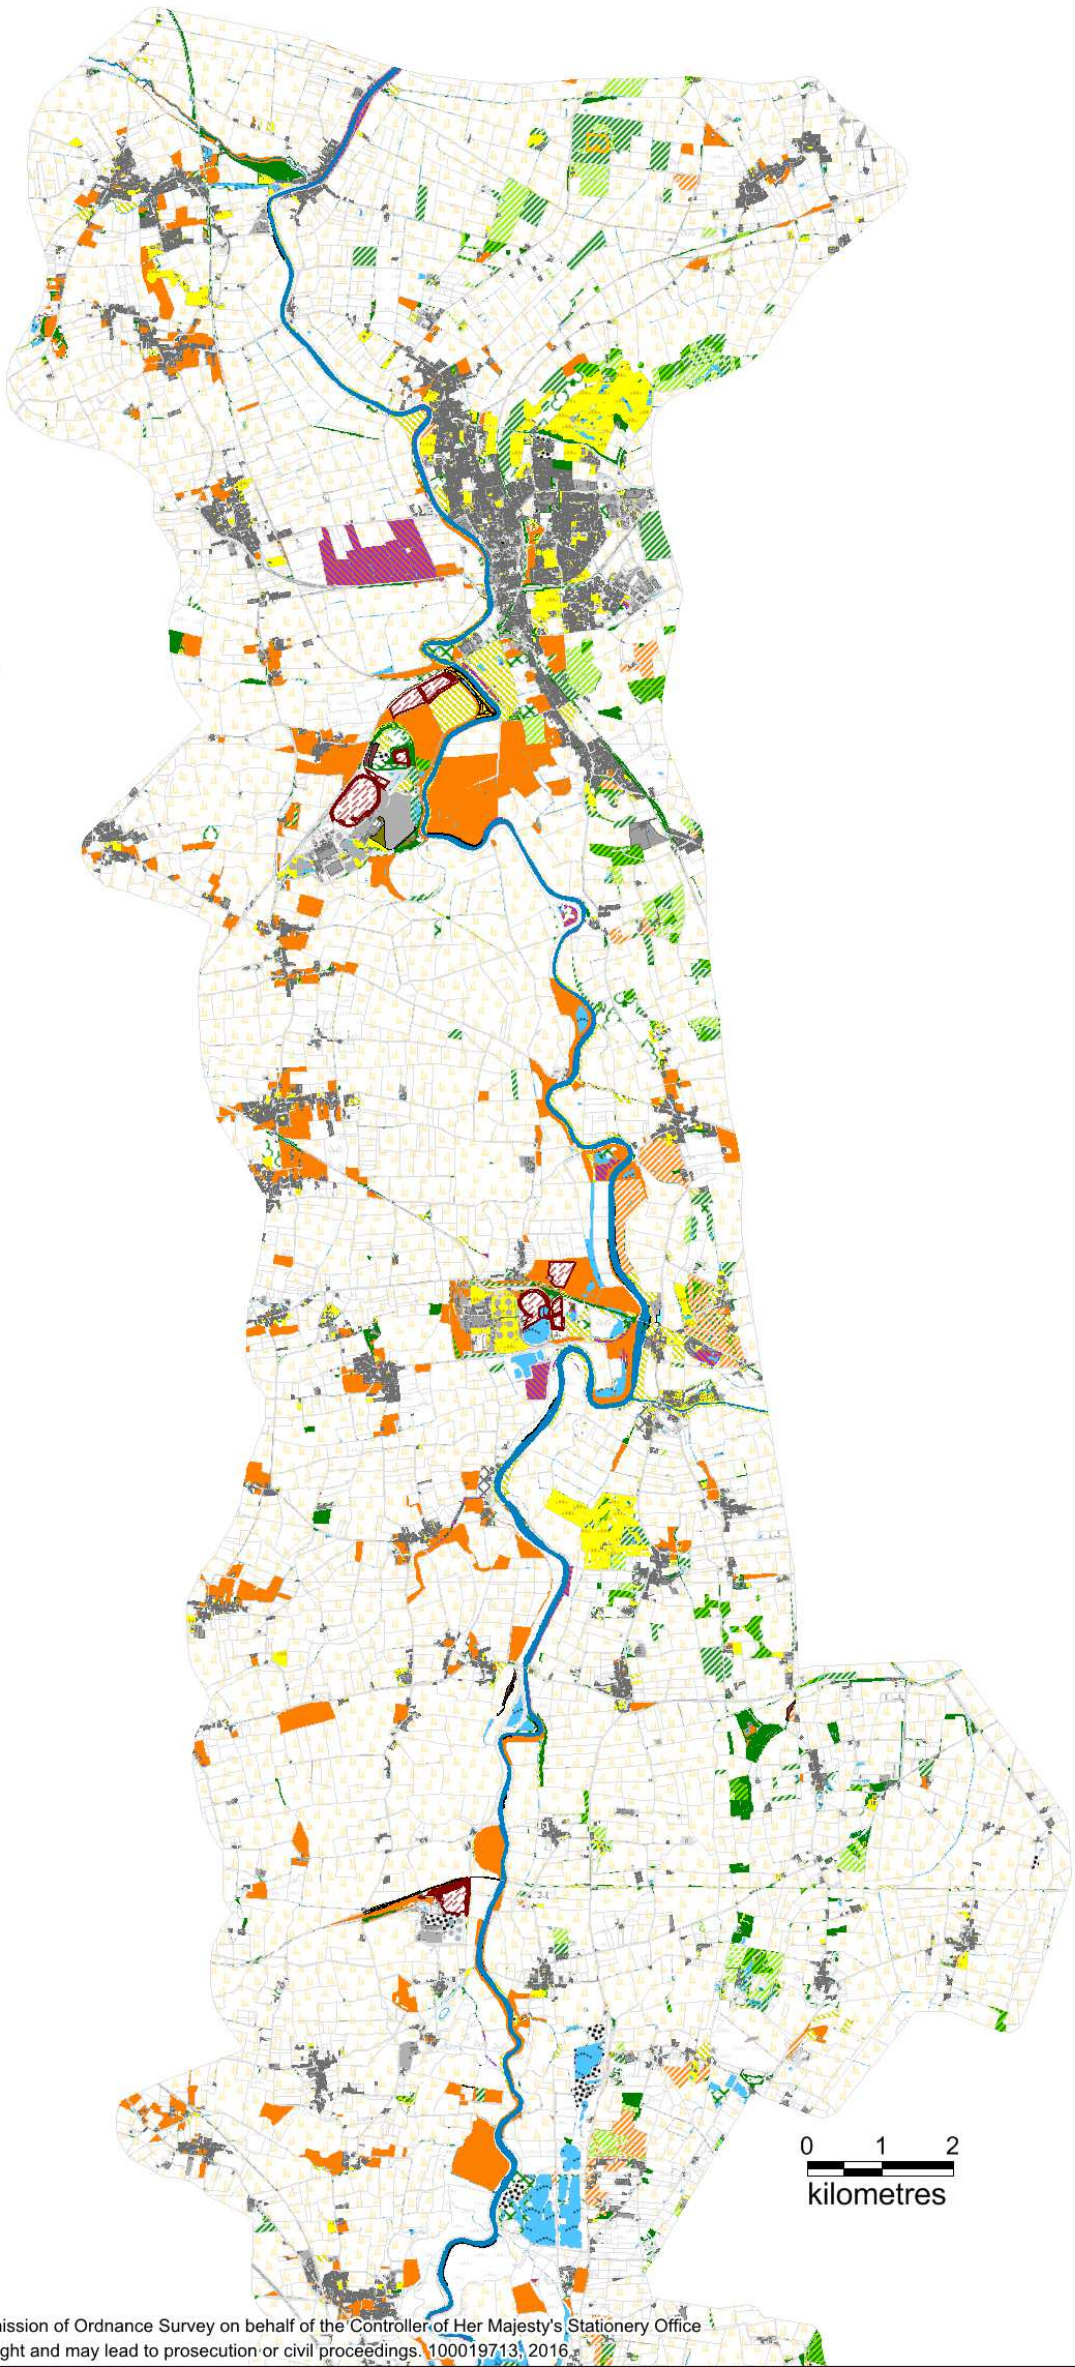 0 1 2
kilometres
ission of Ordnance Survey on behalf of the Controller of Her Majesty's Stationery Office
ght and may lead to prosecution or civil proceedings. 100019713, 2016